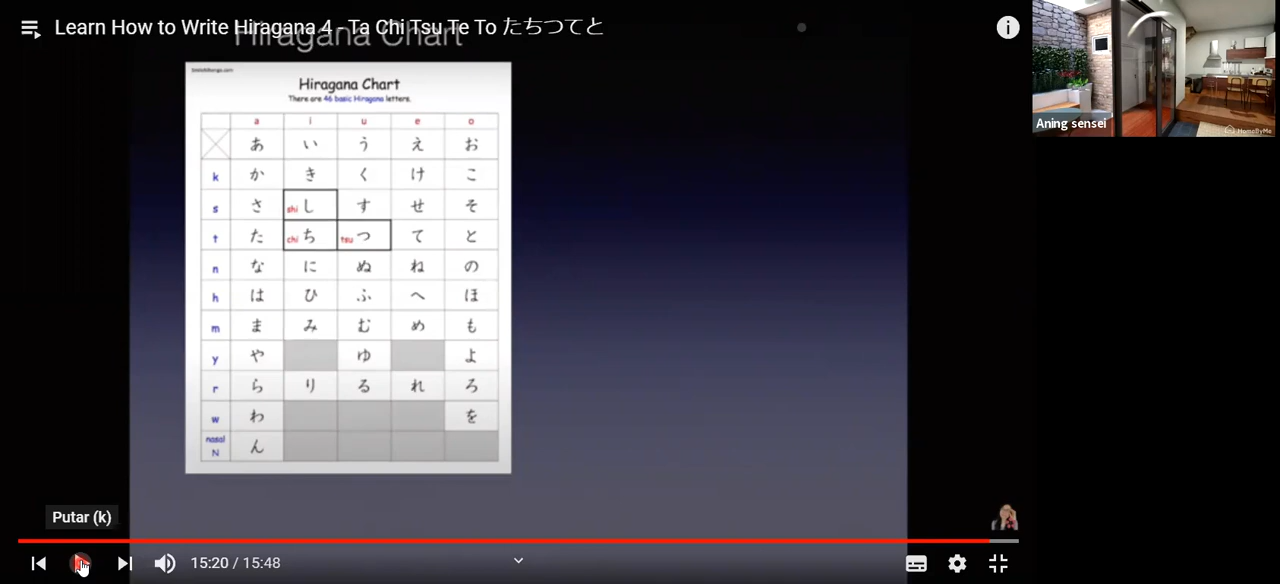 Learn How to Write Hiragana 4 - Ta Chi Tsu Te To たちつてと
Hiragana Chart
Hiragana Chart
There are 46 basic Hiragana letters.
a i u e o
あ い う え お
k か き く け こ
s さ shi し す せ そ
t た chi ち tsu つ て と
n な に ぬ ね の
h は ひ ふ へ ほ
m ま み む め も
y や ゆ よ
r ら り る れ ろ
w わ を
nasal
N ん
Aning sensei
HomeByMe
Putar (k)
15:20 / 15:48